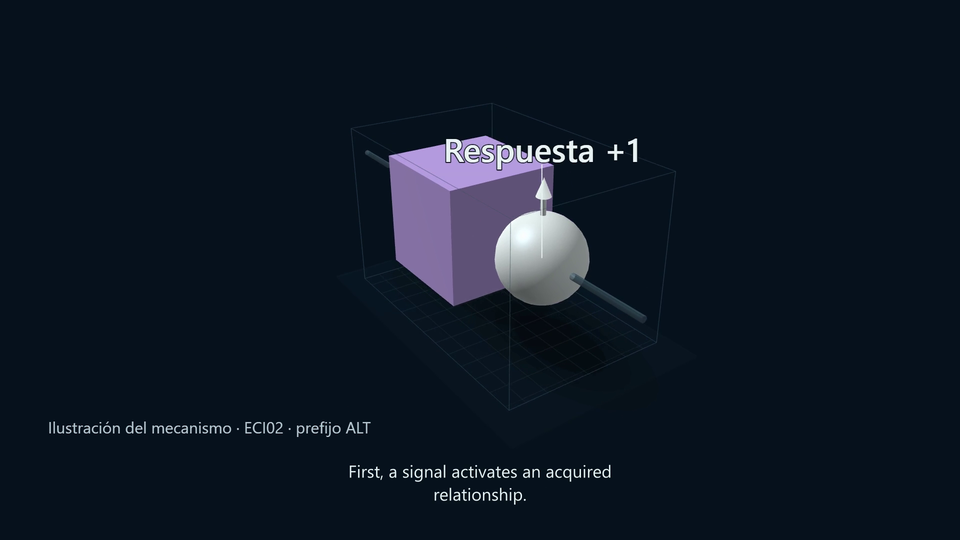 Respuesta +1
Ilustración del mecanismo · ECI02 · prefijo ALT
First, a signal activates an acquired
relationship.